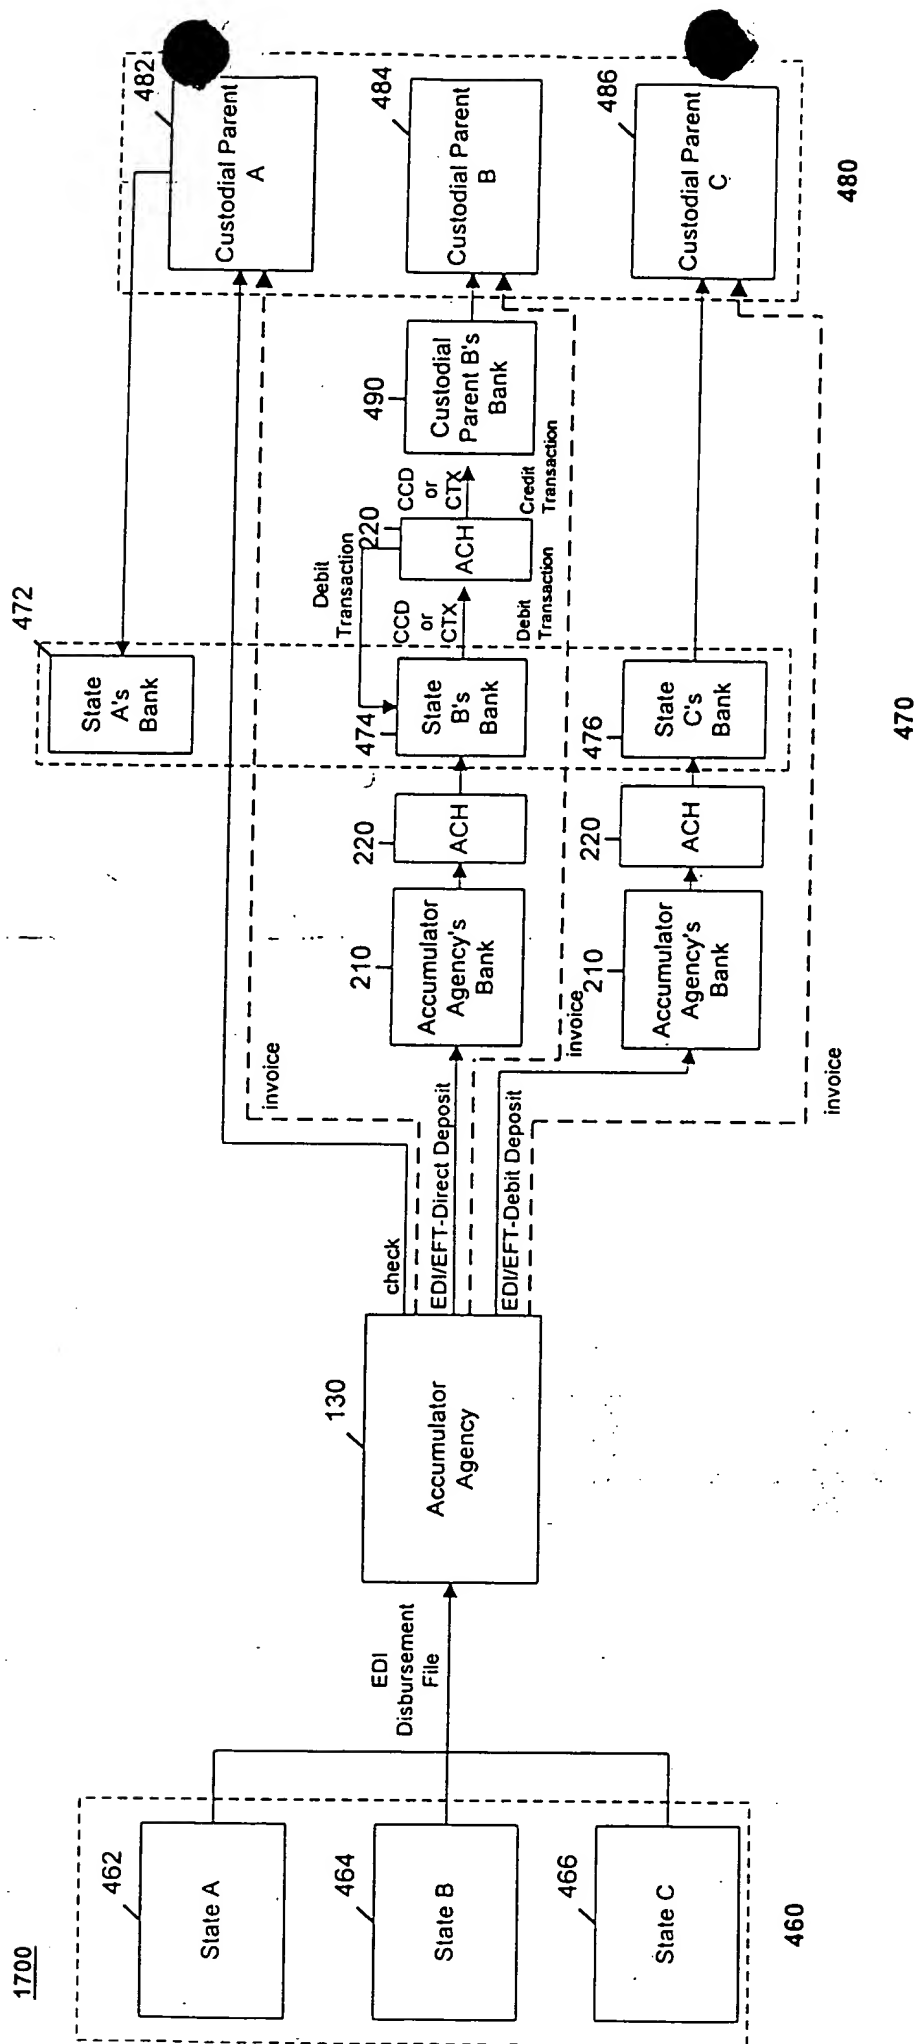 1700
462
State A
464
State B
466
State C
460
EDI
Disbursement
File
130
Accumulator
Agency
check
invoice
EDI/EFT-Direct Deposit
invoice
EDI/EFT-Debit Deposit
invoice
210
Accumulator
Agency's
Bank
220
ACH
210
Accumulator
Agency's
Bank
220
ACH
472
State
A's
Bank
474
State
B's
Bank
476
State
C's
Bank
470
Debit
Transaction
CCD
or
CTX
Debit
Transaction
220
ACH
CCD
or
CTX
Credit
Transaction
490
Custodial
Parent B's
Bank
482
Custodial Parent
A
484
Custodial Parent
B
486
Custodial Parent
C
480